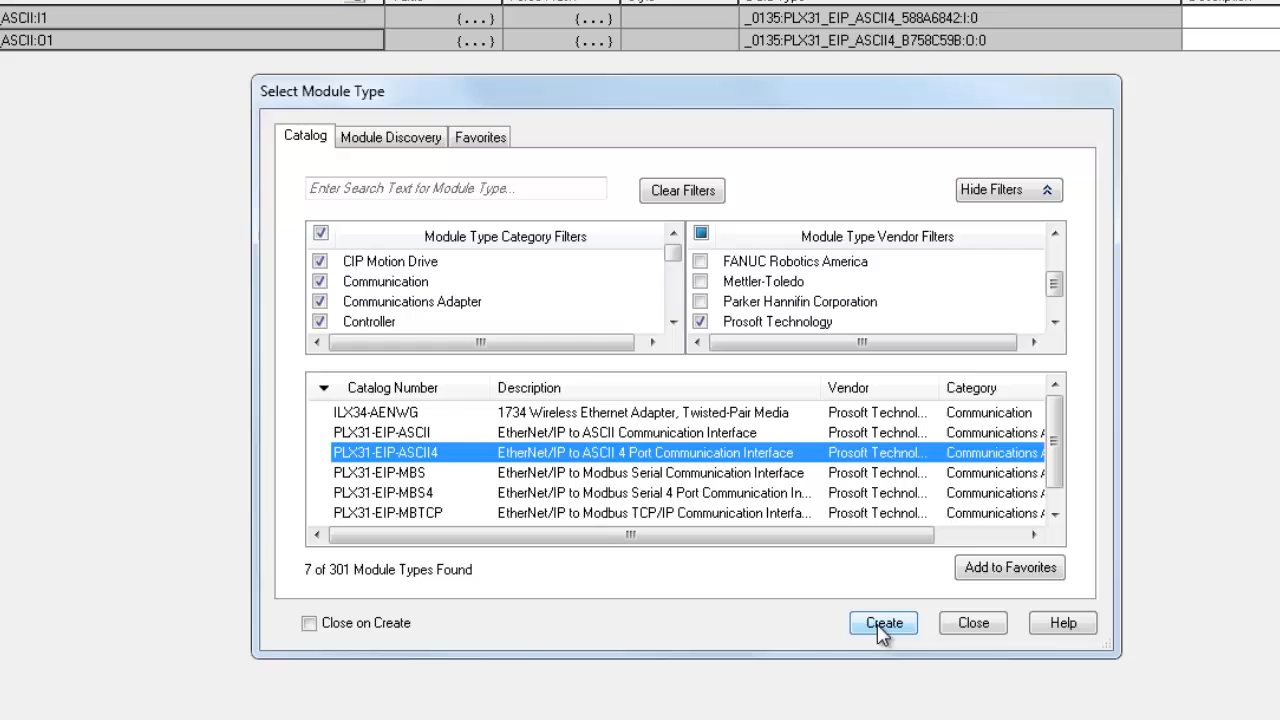 _ASCII:I1 {...} {...} _0135:PLX31_EIP_ASCII4_588A6842:I:0
_ASCII:O1 {...} {...} _0135:PLX31_EIP_ASCII4_B758C59B:O:0
Select Module Type
Catalog Module Discovery Favorites
Enter Search Text for Module Type... Clear Filters Hide Filters
Module Type Category Filters Module Type Vendor Filters
CIP Motion Drive FANUC Robotics America
Communication Mettler-Toledo
Communications Adapter Parker Hannifin Corporation
Controller Prosoft Technology
Catalog Number Description Vendor Category
ILX34-AENWG 1734 Wireless Ethernet Adapter, Twisted-Pair Media Prosoft Technol... Communication
PLX31-EIP-ASCII EtherNet/IP to ASCII Communication Interface Prosoft Technol... Communications
PLX31-EIP-ASCII4 EtherNet/IP to ASCII 4 Port Communication Interface Prosoft Technol... Communications
PLX31-EIP-MBS EtherNet/IP to Modbus Serial Communication Interface Prosoft Technol... Communications
PLX31-EIP-MBS4 EtherNet/IP to Modbus Serial 4 Port Communication In... Prosoft Technol... Communications
PLX31-EIP-MBTCP EtherNet/IP to Modbus TCP/IP Communication Interfa... Prosoft Technol... Communications
7 of 301 Module Types Found Add to Favorites
Close on Create Create Close Help